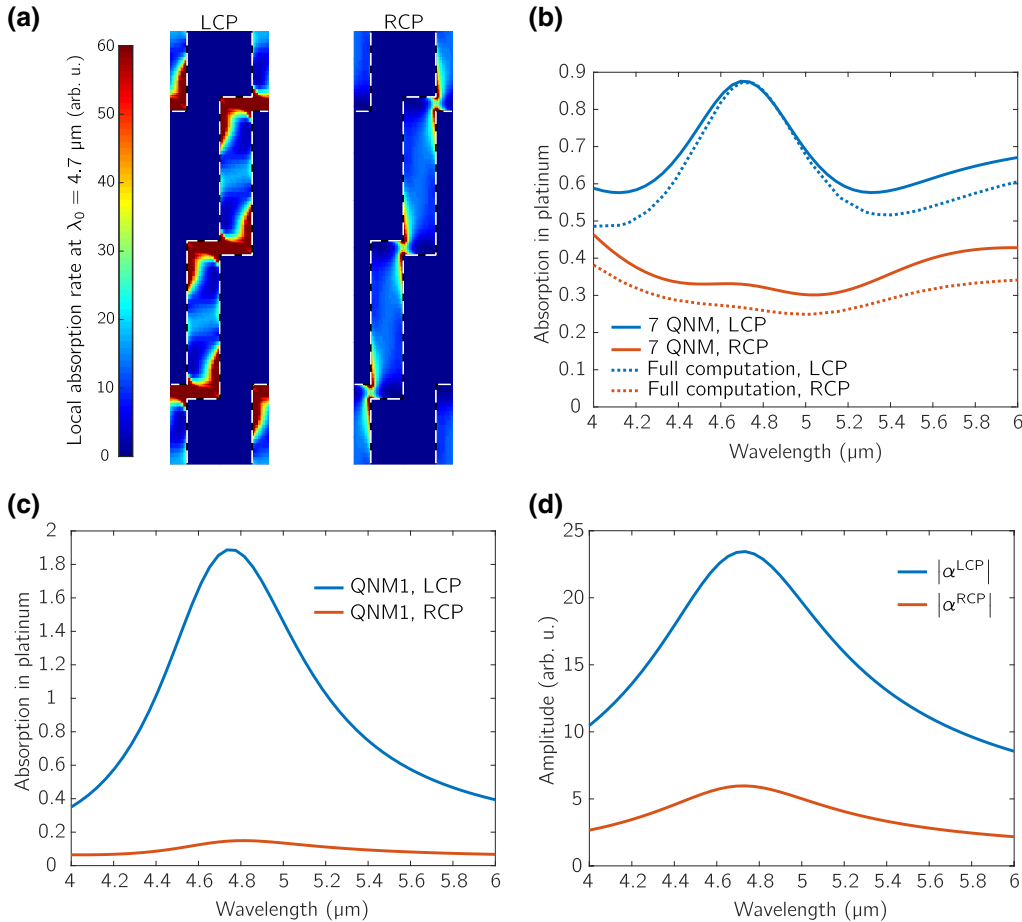 (a)
LCP
RCP
Local absorption rate at λ₀ = 4.7 μm (arb. u.)
60
50
40
30
20
10
0
(b)
Absorption in platinum
0.9
0.8
0.7
0.6
0.5
0.4
0.3
0.2
0.1
0
7 QNM, LCP
7 QNM, RCP
Full computation, LCP
Full computation, RCP
4 4.2 4.4 4.6 4.8 5 5.2 5.4 5.6 5.8 6
Wavelength (μm)
(c)
Absorption in platinum
2
1.8
1.6
1.4
1.2
1
0.8
0.6
0.4
0.2
0
QNM1, LCP
QNM1, RCP
4 4.2 4.4 4.6 4.8 5 5.2 5.4 5.6 5.8 6
Wavelength (μm)
(d)
Amplitude (arb. u.)
25
20
15
10
5
0
|α^LCP|
|α^RCP|
4 4.2 4.4 4.6 4.8 5 5.2 5.4 5.6 5.8 6
Wavelength (μm)